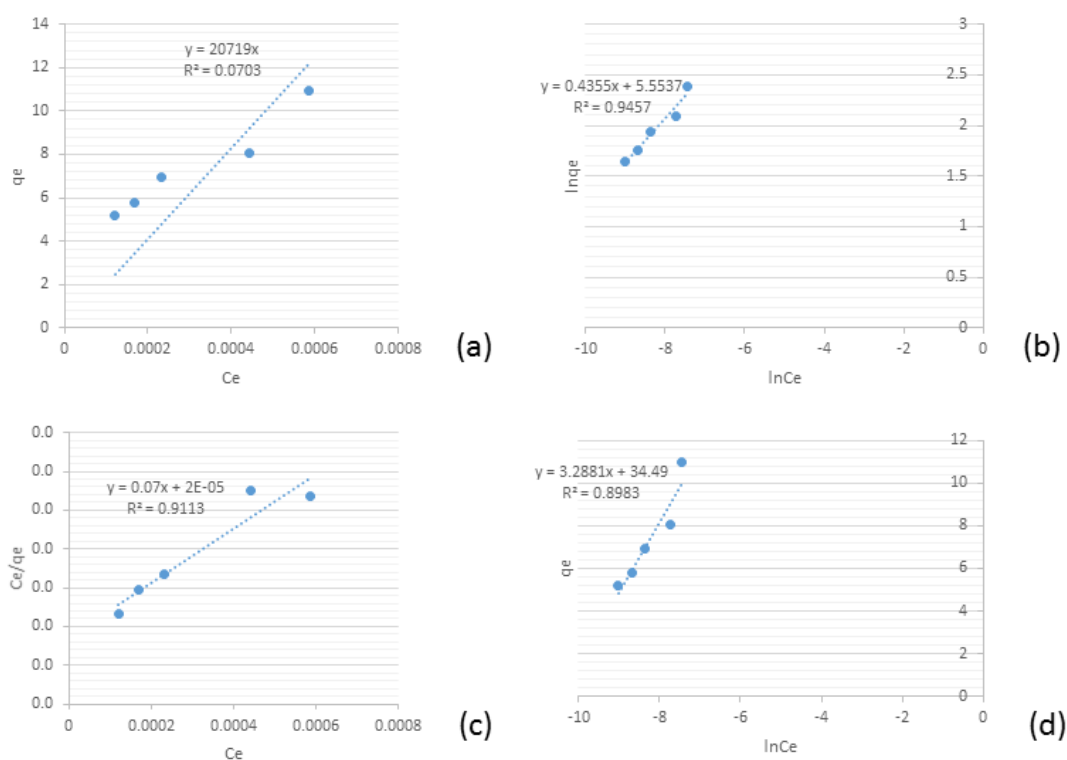 14
12
10
8
6
4
2
0
qe
y = 20719x
R² = 0.0703
0
0.0002
0.0004
0.0006
0.0008
Ce
(a)
3
2.5
2
1.5
1
0.5
0
lnqe
y = 0.4355x + 5.5537
R² = 0.9457
-10
-8
-6
-4
-2
0
lnCe
(b)
0.0
0.0
0.0
0.0
0.0
0.0
0.0
0.0
Ce/qe
y = 0.07x + 2E-05
R² = 0.9113
0
0.0002
0.0004
0.0006
0.0008
Ce
(c)
12
10
8
6
4
2
0
qe
y = 3.2881x + 34.49
R² = 0.8983
-10
-8
-6
-4
-2
0
lnCe
(d)